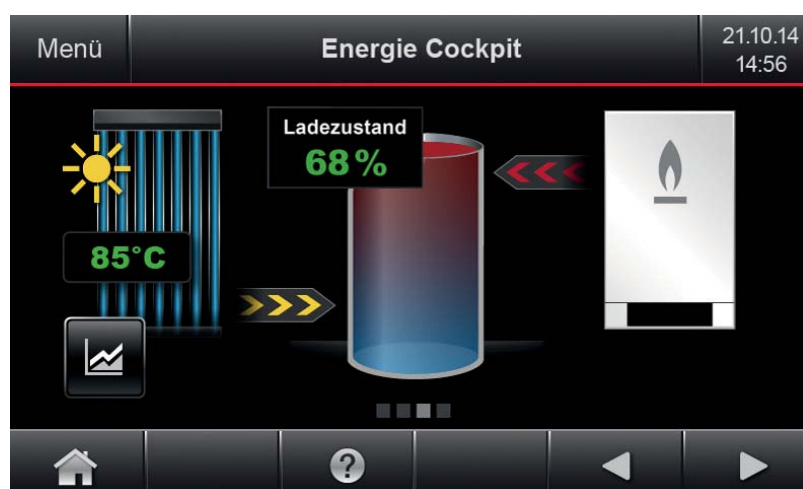 Menü
Energie Cockpit
21.10.14
14:56
Ladezustand
68%
85°C
?